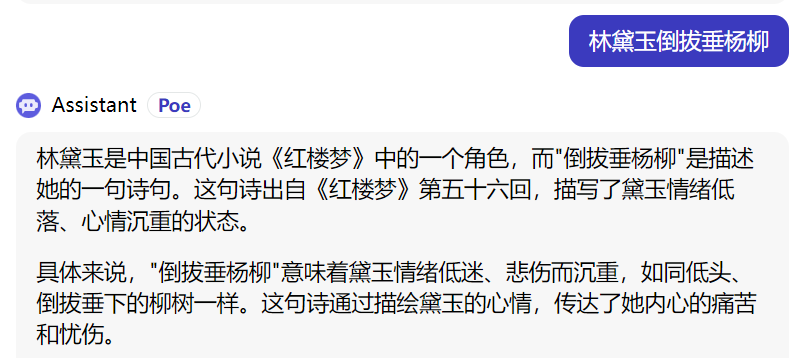 林黛玉倒拔垂杨柳
Assistant Poe
林黛玉是中国古代小说《红楼梦》中的一个角色，而"倒拔垂杨柳"是描述
她的一句诗句。这句诗出自《红楼梦》第五十六回，描写了黛玉情绪低
落、心情沉重的状态。
具体来说，"倒拔垂杨柳"意味着黛玉情绪低迷、悲伤而沉重，如同低头、
倒拔垂下的柳树一样。这句诗通过描绘黛玉的心情，传达了她内心的痛苦
和忧伤。